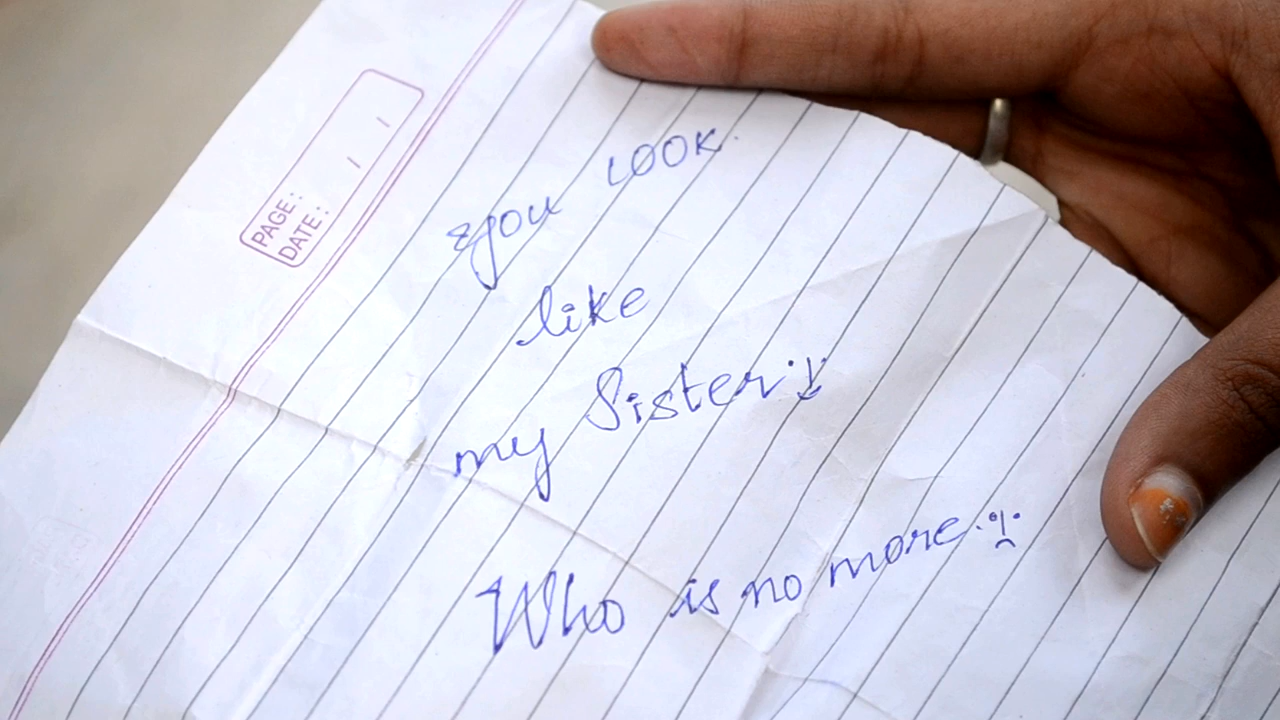 PAGE:
DATE: / /
you LOOK.
like
my Sister
Who is no more